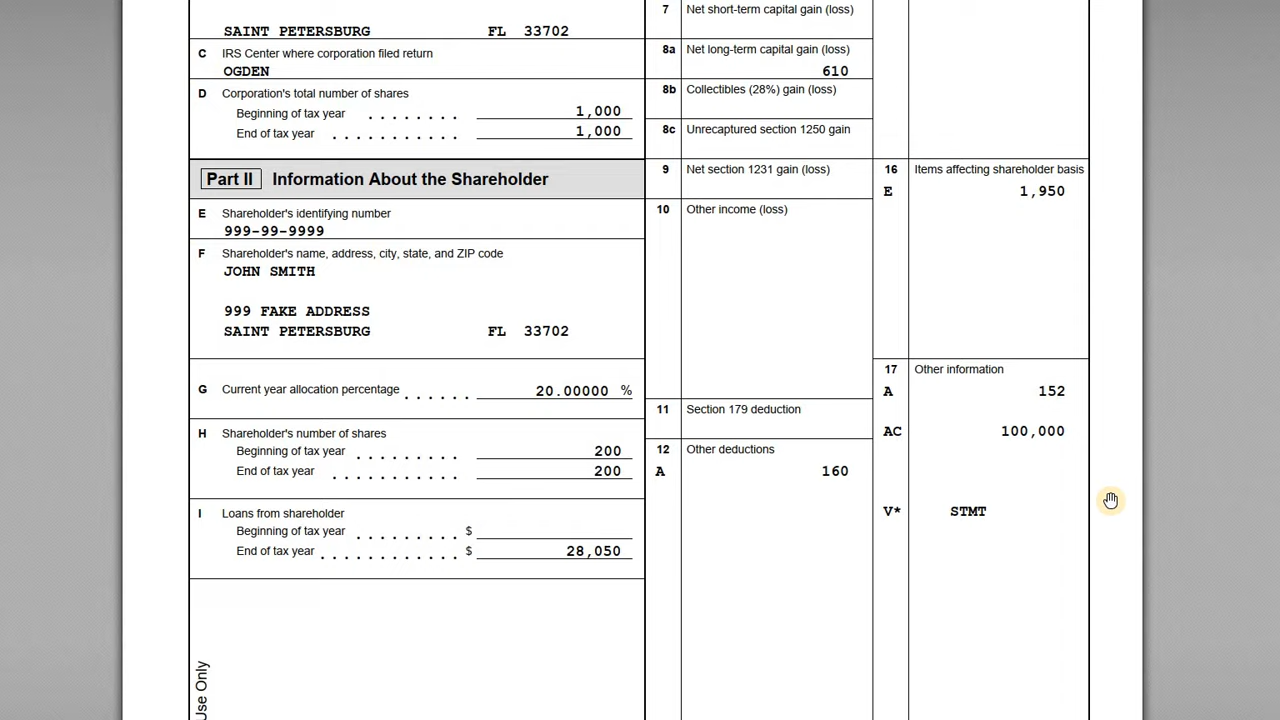 SAINT PETERSBURG FL 33702
C IRS Center where corporation filed return
OGDEN
D Corporation's total number of shares
Beginning of tax year . . . . . . . . 1,000
End of tax year . . . . . . . . . . . 1,000
Part II Information About the Shareholder
E Shareholder's identifying number
999-99-9999
F Shareholder's name, address, city, state, and ZIP code
JOHN SMITH
999 FAKE ADDRESS
SAINT PETERSBURG FL 33702
G Current year allocation percentage . . . . . . 20.00000 %
H Shareholder's number of shares
Beginning of tax year . . . . . . . . . 200
End of tax year . . . . . . . . . . . 200
I Loans from shareholder
Beginning of tax year . . . . . . . . . $
End of tax year . . . . . . . . . . . . $ 28,050
Use Only
7 Net short-term capital gain (loss)
8a Net long-term capital gain (loss)
610
8b Collectibles (28%) gain (loss)
8c Unrecaptured section 1250 gain
9 Net section 1231 gain (loss)
10 Other income (loss)
11 Section 179 deduction
12 Other deductions
A 160
16 Items affecting shareholder basis
E 1,950
17 Other information
A 152
AC 100,000
V* STMT